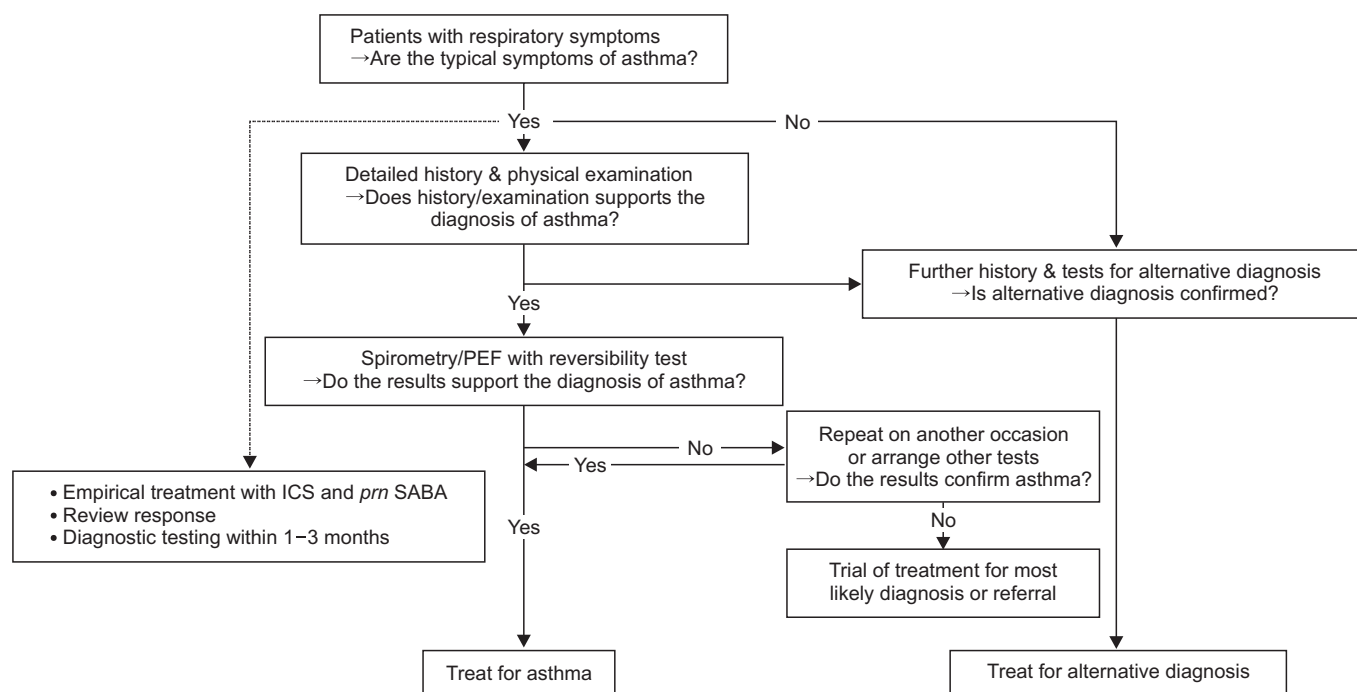 Patients with respiratory symptoms
→Are the typical symptoms of asthma?
Yes
No
Detailed history & physical examination
→Does history/examination supports the
diagnosis of asthma?
Further history & tests for alternative diagnosis
→Is alternative diagnosis confirmed?
Yes
Spirometry/PEF with reversibility test
→Do the results support the diagnosis of asthma?
No
Yes
Repeat on another occasion
or arrange other tests
→Do the results confirm asthma?
• Empirical treatment with ICS and prn SABA
• Review response
• Diagnostic testing within 1−3 months
Yes
No
Trial of treatment for most
likely diagnosis or referral
Treat for asthma
Treat for alternative diagnosis